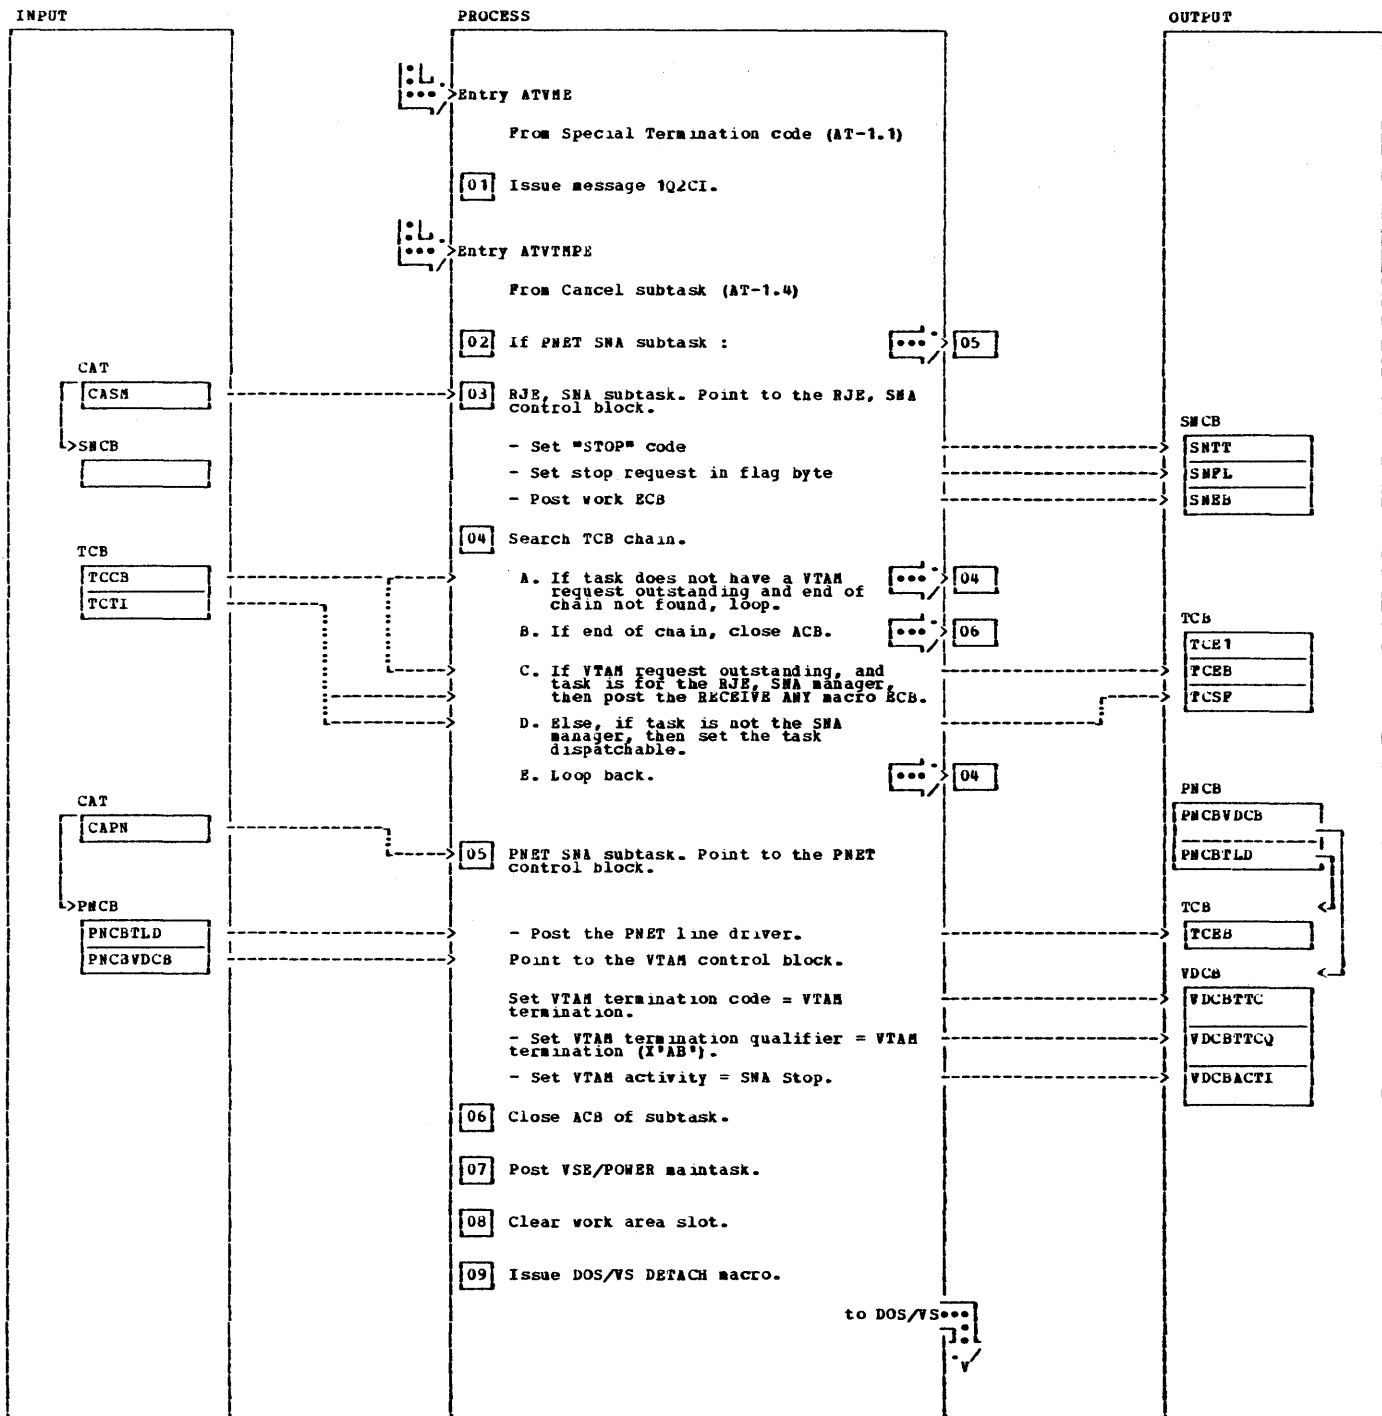 INPUT
PROCESS
OUTPUT
Entry ATVME
From Special Termination code (AT-1.1)
01 Issue message 1Q2CI.
Entry ATVTMPE
From Cancel subtask (AT-1.4)
02 If PNET SNA subtask : 05
CAT
CASM
SNCB
03 RJE, SNA subtask. Point to the RJE, SNA
control block.
- Set "STOP" code
- Set stop request in flag byte
- Post work ECB
SNCB
SNTT
SNFL
SNEB
04 Search TCB chain.
TCB
TCCB
TCTI
A. If task does not have a VTAM 04
request outstanding and end of
chain not found, loop.
B. If end of chain, close ACB. 06
C. If VTAM request outstanding, and
task is for the RJE, SNA manager,
then post the RECEIVE ANY macro ECB.
D. Else, if task is not the SNA
manager, then set the task
dispatchable.
E. Loop back. 04
TCB
TCE1
TCEB
TCSF
CAT
CAPN
PNCB
PNCBTLD
PNCBVDCB
05 PNET SNA subtask. Point to the PNET
control block.
- Post the PNET line driver.
Point to the VTAM control block.
Set VTAM termination code = VTAM
termination.
- Set VTAM termination qualifier = VTAM
termination (X'AB').
- Set VTAM activity = SNA Stop.
PNCB
PNCBVDCB
PNCBTLD
TCB
TCEB
VDCB
VDCBTTC
VDCBTTCQ
VDCBACTI
06 Close ACB of subtask.
07 Post VSE/POWER maintask.
08 Clear work area slot.
09 Issue DOS/VS DETACH macro.
to DOS/VS